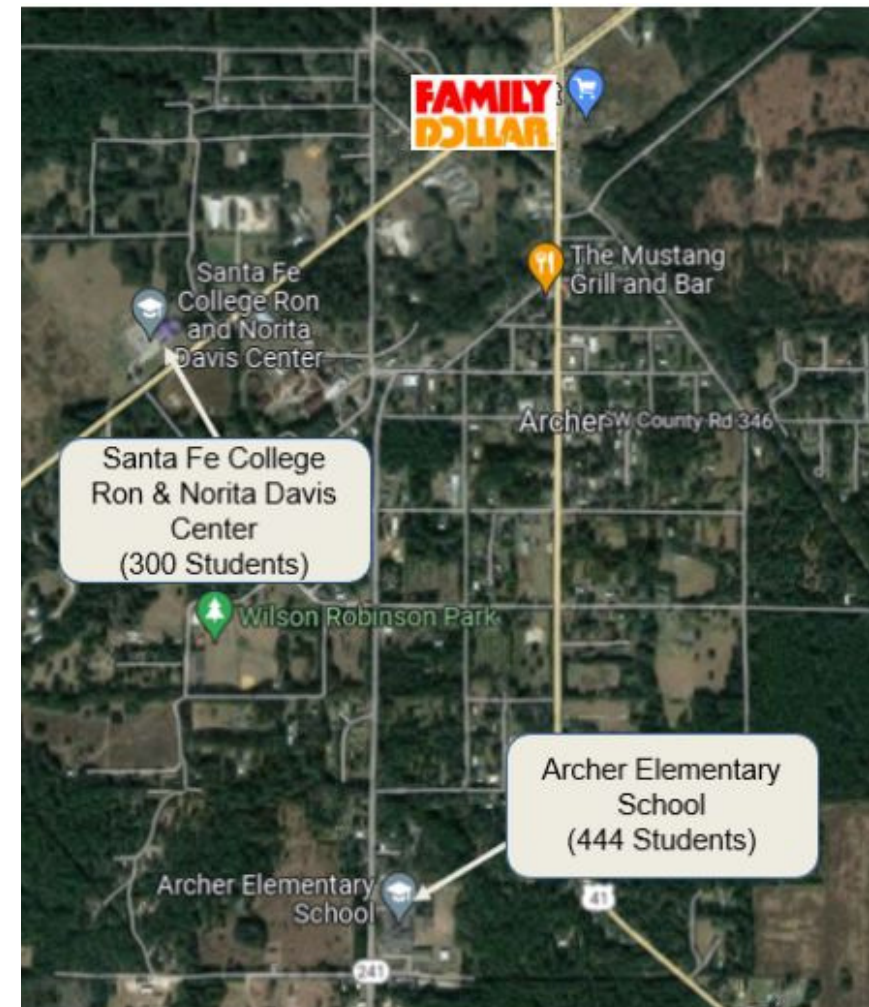 FAMILY
DOLLAR
The Mustang
Grill and Bar
Santa Fe
College Ron
and Norita
Davis Center
Archer
SW County Rd 346
Santa Fe College
Ron & Norita Davis
Center
(300 Students)
Wilson Robinson Park
Archer Elementary
School
(444 Students)
Archer Elementary
School
41
241